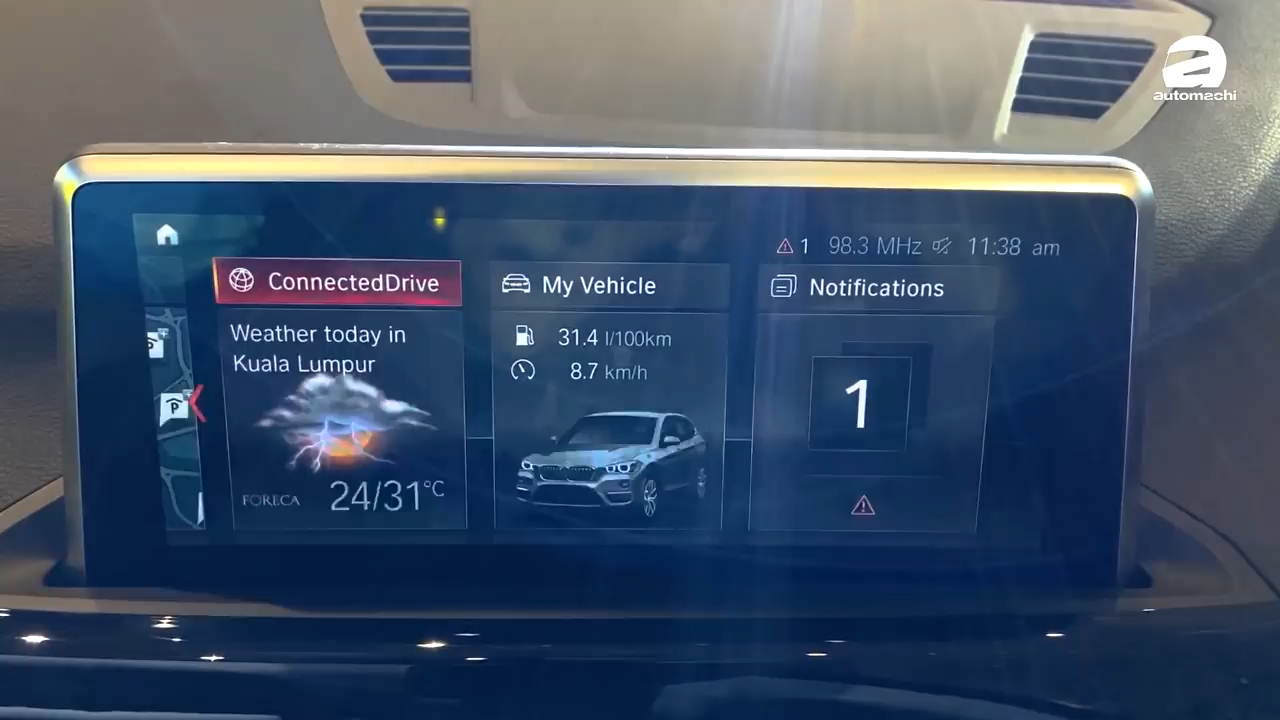 automachi
1 98.3 MHz 11:38 am
ConnectedDrive
Weather today in
Kuala Lumpur
FORECA 24/31°C
My Vehicle
31.4 l/100km
8.7 km/h
Notifications
1
P